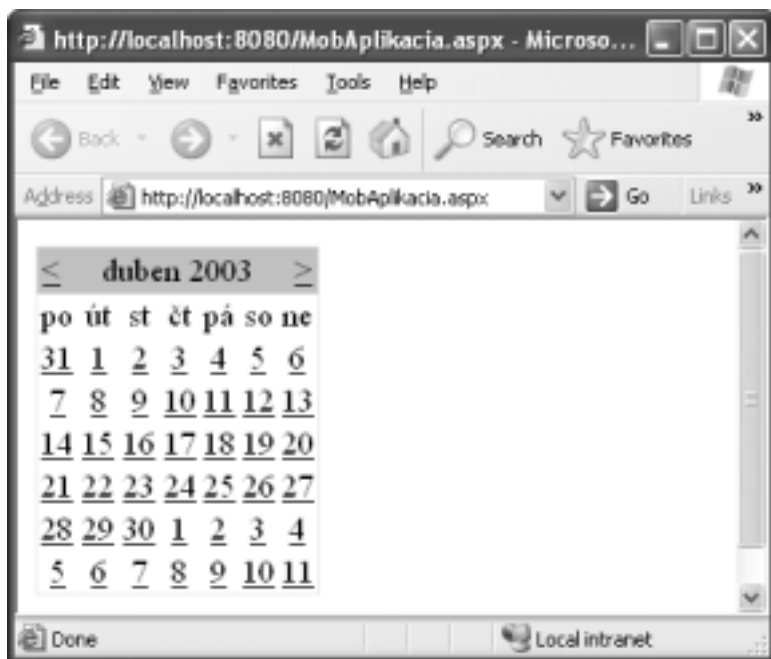 http://localhost:8080/MobAplikacia.aspx - Microso...
File Edit View Favorites Tools Help
Back Search Favorites »
Address http://localhost:8080/MobAplikacia.aspx Go Links »
< duben 2003 >
po út st čt pá so ne
31 1 2 3 4 5 6
7 8 9 10 11 12 13
14 15 16 17 18 19 20
21 22 23 24 25 26 27
28 29 30 1 2 3 4
5 6 7 8 9 10 11
Done Local intranet